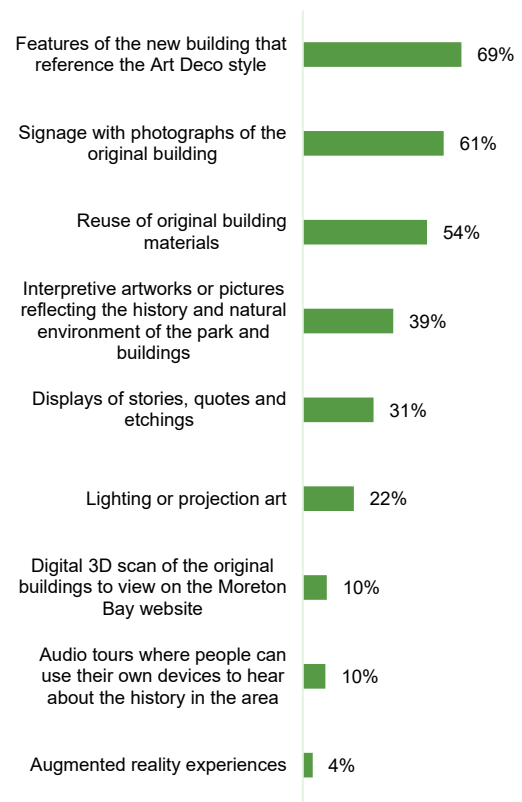 Features of the new building that
reference the Art Deco style
69%
Signage with photographs of the
original building
61%
Reuse of original building
materials
54%
Interpretive artworks or pictures
reflecting the history and natural
environment of the park and
buildings
39%
Displays of stories, quotes and
etchings
31%
Lighting or projection art
22%
Digital 3D scan of the original
buildings to view on the Moreton
Bay website
10%
Audio tours where people can
use their own devices to hear
about the history in the area
10%
Augmented reality experiences
4%